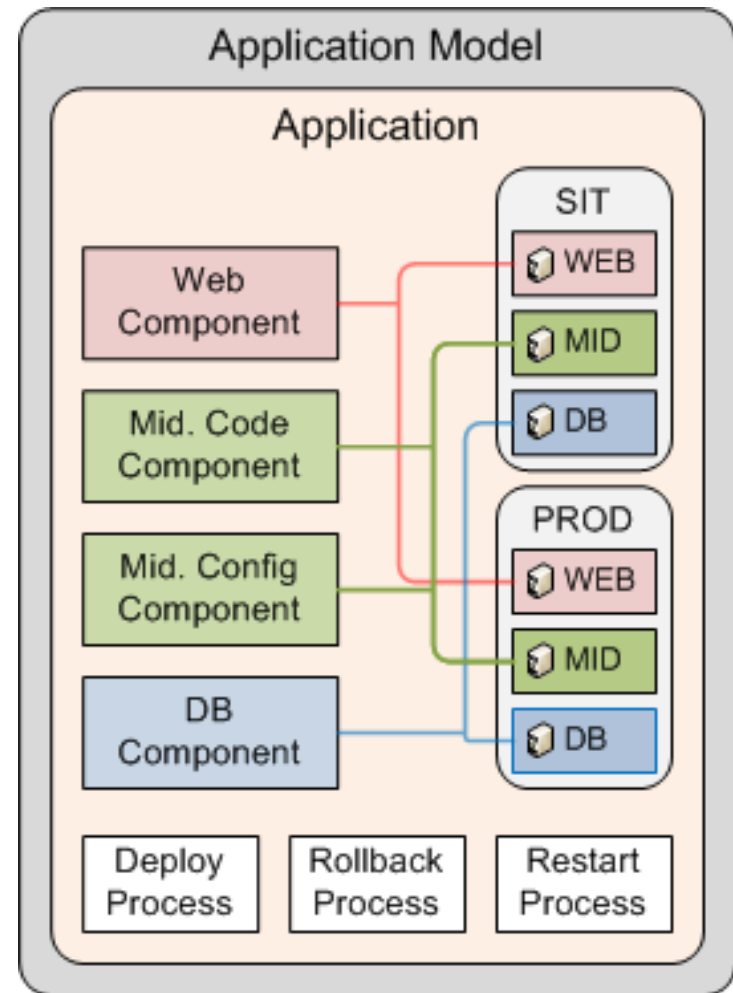 Application Model
Application
Web
Component
Mid. Code
Component
Mid. Config
Component
DB
Component
SIT
WEB
MID
DB
PROD
WEB
MID
DB
Deploy
Process
Rollback
Process
Restart
Process